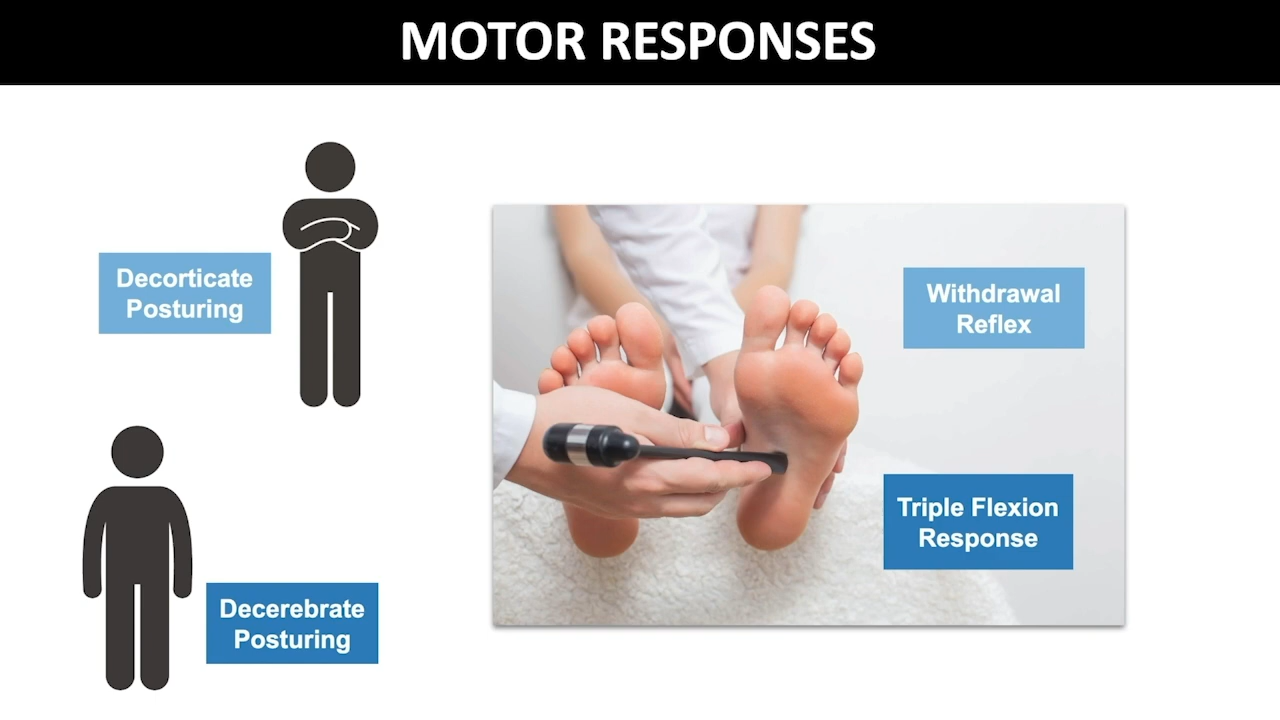 MOTOR RESPONSES
Decorticate
Posturing
Decerebrate
Posturing
Withdrawal
Reflex
Triple Flexion
Response